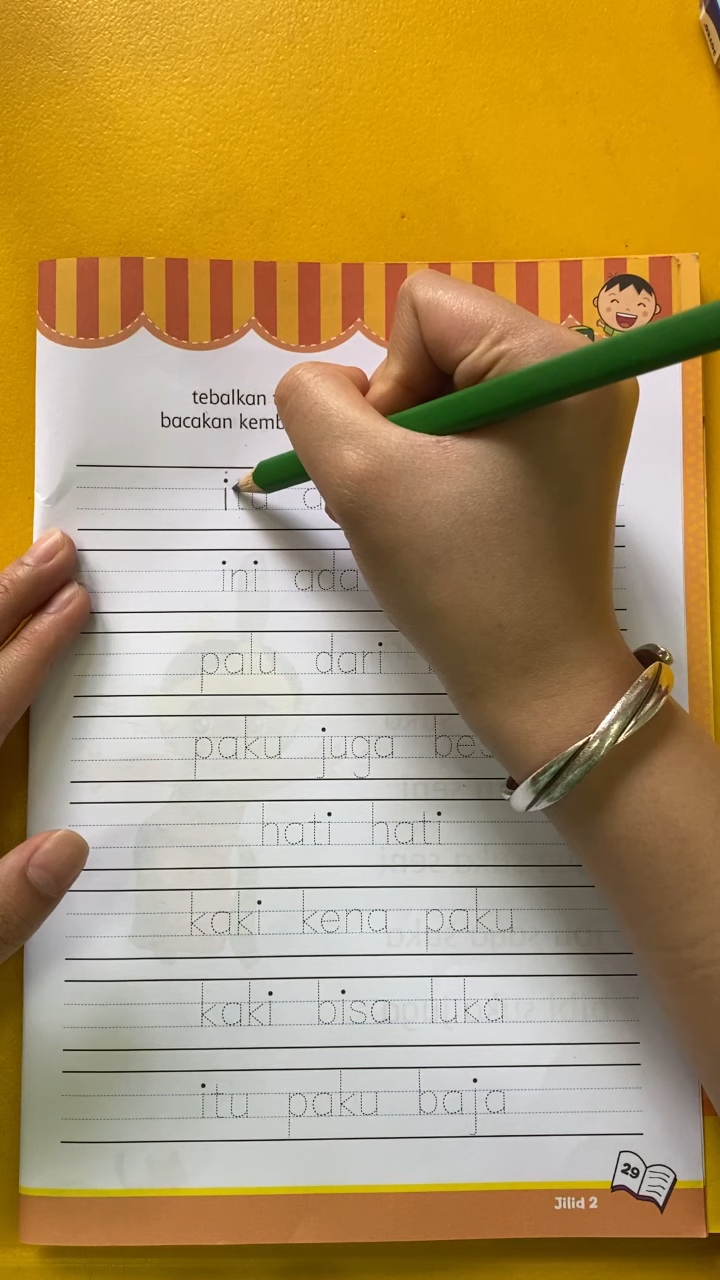 tebalkan
bacakan
itu
ini ada
palu dari
paku juga
hati hati
kaki kena paku
kaki bisa luka
itu paku baja
29
Jilid 2